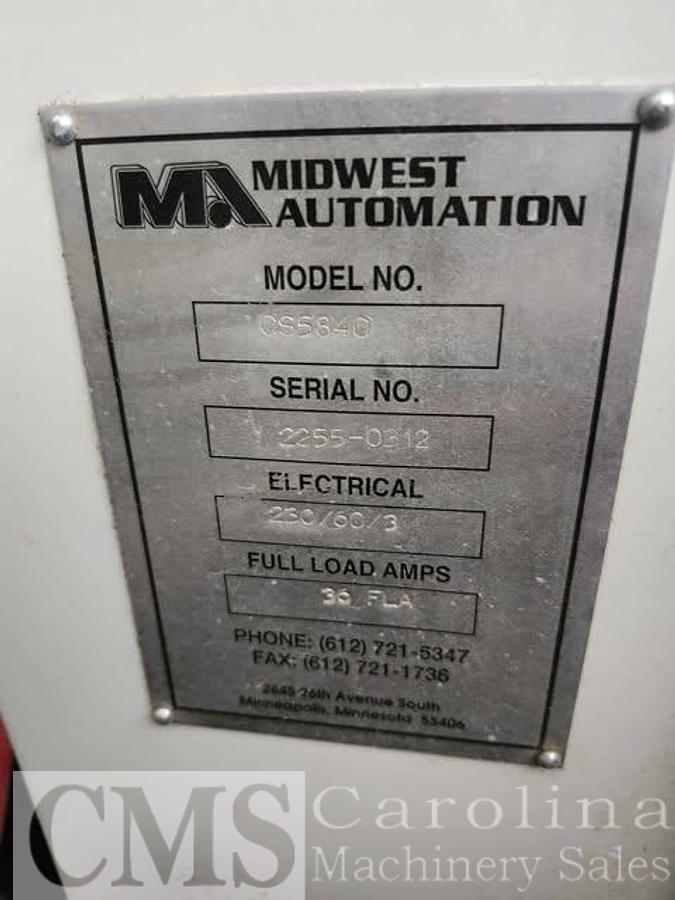 MA MIDWEST
AUTOMATION
MODEL NO.
CS5840
SERIAL NO.
2255-0312
ELECTRICAL
230/60/3
FULL LOAD AMPS
36 FLA
PHONE: (612) 721-5347
FAX: (612) 721-1736
2645 26th Avenue South
Minneapolis, Minnesota 55406
CMS Carolina
Machinery Sales